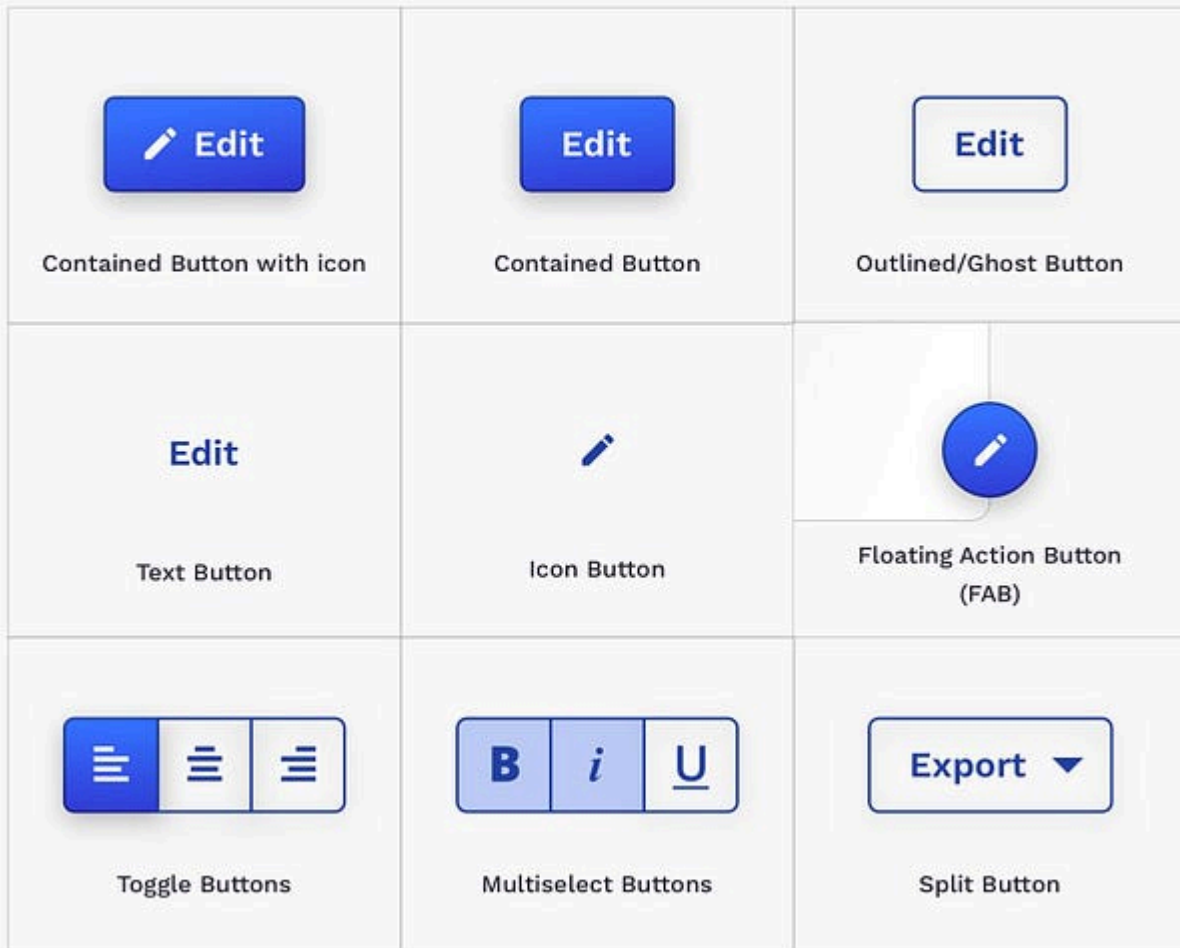 Edit
Edit
Edit
Contained Button with icon
Contained Button
Outlined/Ghost Button
Edit
Text Button
Icon Button
Floating Action Button
(FAB)
B
i
U
Export
Toggle Buttons
Multiselect Buttons
Split Button